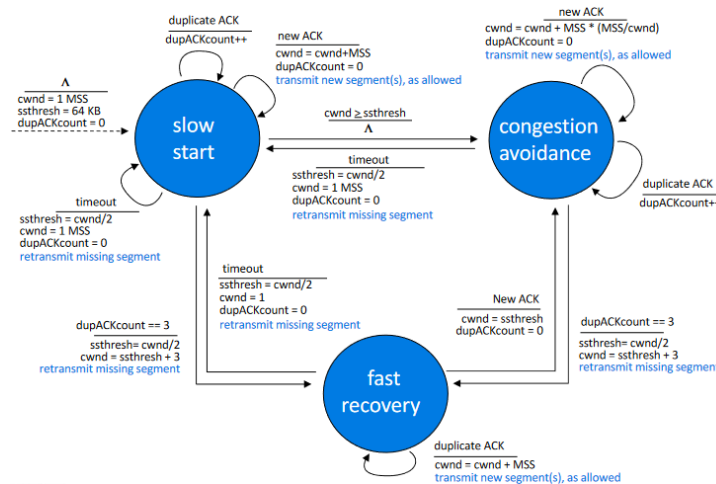 duplicate ACK
dupACKcount++
new ACK
cwnd = cwnd+MSS
dupACKcount = 0
transmit new segment(s), as allowed
new ACK
cwnd = cwnd + MSS * (MSS/cwnd)
dupACKcount = 0
transmit new segment(s), as allowed
Λ
cwnd = 1 MSS
ssthresh = 64 KB
dupACKcount = 0
slow
start
cwnd ≥ ssthresh
Λ
congestion
avoidance
timeout
ssthresh = cwnd/2
cwnd = 1 MSS
dupACKcount = 0
retransmit missing segment
timeout
ssthresh = cwnd/2
cwnd = 1 MSS
dupACKcount = 0
retransmit missing segment
duplicate ACK
dupACKcount++
timeout
ssthresh = cwnd/2
cwnd = 1
dupACKcount = 0
retransmit missing segment
New ACK
cwnd = ssthresh
dupACKcount = 0
dupACKcount == 3
ssthresh= cwnd/2
cwnd = ssthresh + 3
retransmit missing segment
dupACKcount == 3
ssthresh= cwnd/2
cwnd = ssthresh + 3
retransmit missing segment
fast
recovery
duplicate ACK
cwnd = cwnd + MSS
transmit new segment(s), as allowed